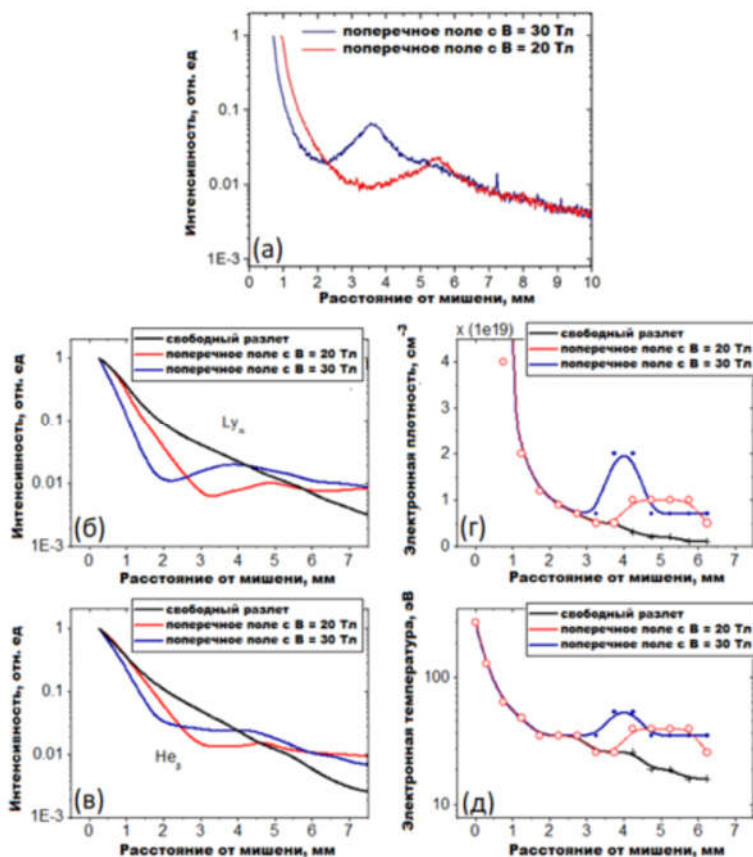 поперечное поле с В = 30 Тл
поперечное поле с В = 20 Тл
Интенсивность, отн. ед
1
0.1
0.01
1E-3
(а)
0 1 2 3 4 5 6 7 8 9 10
Расстояние от мишени, мм
свободный разлет
поперечное поле с В = 20 Тл
поперечное поле с В = 30 Тл
Интенсивность, отн. ед
1
0.1
0.01
1E-3
(б)
0 1 2 3 4 5 6 7
Расстояние от мишени, мм
x (1e19)
свободный разлет
поперечное поле с В = 20 Тл
поперечное поле с В = 30 Тл
Электронная плотность, см
4
3
2
1
0
(г)
0 1 2 3 4 5 6 7
Расстояние от мишени, мм
свободный разлет
поперечное поле с В = 20 Тл
поперечное поле с В = 30 Тл
Интенсивность, отн. ед
1
0.1
0.01
1E-3
(в)
0 1 2 3 4 5 6 7
Расстояние от мишени, мм
свободный разлет
поперечное поле с В = 20 Тл
поперечное поле с В = 30 Тл
Электронная температура, эВ
100
10
(д)
0 1 2 3 4 5 6 7
Расстояние от мишени, мм